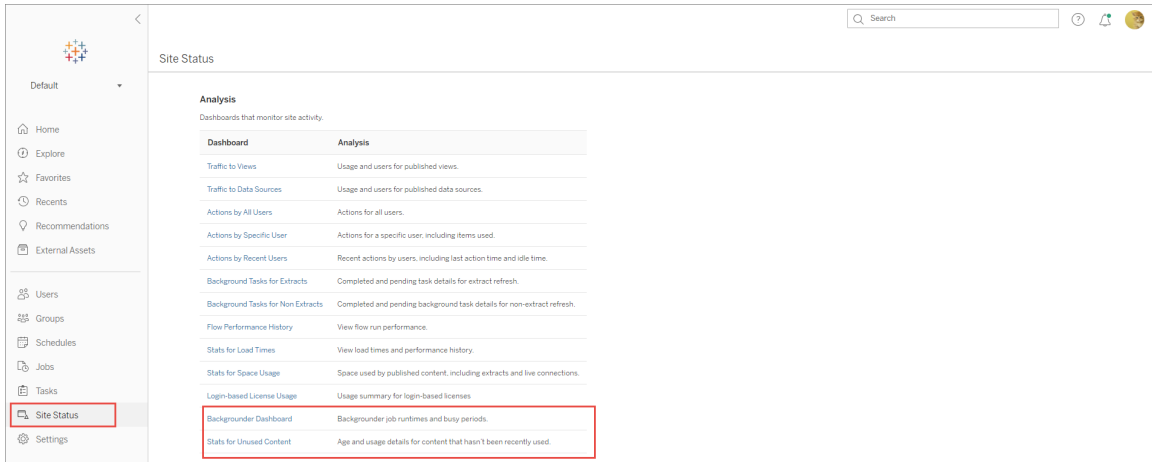 Search
Site Status
Default
Home
Explore
Favorites
Recents
Recommendations
External Assets
Users
Groups
Schedules
Jobs
Tasks
Site Status
Settings
Analysis
Dashboards that monitor site activity.
Dashboard Analysis
Traffic to Views Usage and users for published views.
Traffic to Data Sources Usage and users for published data sources.
Actions by All Users Actions for all users.
Actions by Specific User Actions for a specific user, including items used.
Actions by Recent Users Recent actions by users, including last action time and idle time.
Background Tasks for Extracts Completed and pending task details for extract refresh.
Background Tasks for Non Extracts Completed and pending background task details for non-extract refresh.
Flow Performance History View flow run performance.
Stats for Load Times View load times and performance history.
Stats for Space Usage Space used by published content, including extracts and live connections.
Login-based License Usage Usage summary for login-based licenses
Backgrounder Dashboard Backgrounder job runtimes and busy periods.
Stats for Unused Content Age and usage details for content that hasn't been recently used.